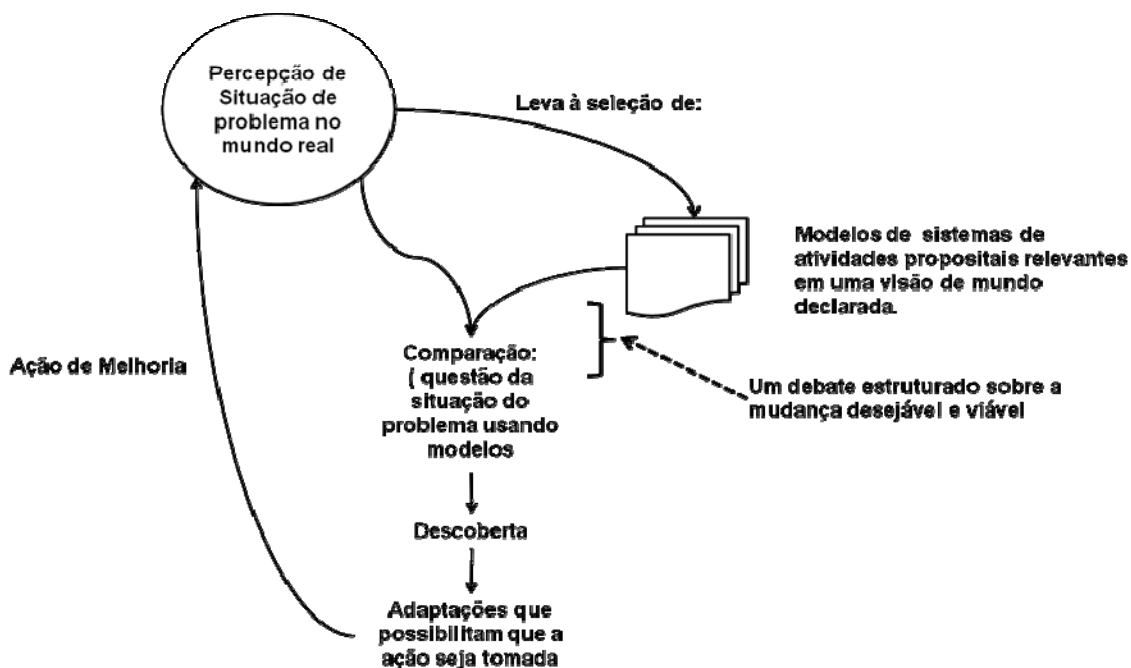 Percepção de
Situação de
problema no
mundo real
Leva à seleção de:
Modelos de sistemas de
atividades propositais relevantes
em uma visão de mundo
declarada.
Comparação:
( questão da
situação do
problema usando
modelos
Ação de Melhoria
Um debate estruturado sobre a
mudança desejável e viável
Descoberta
Adaptações que
possibilitam que a
ação seja tomada